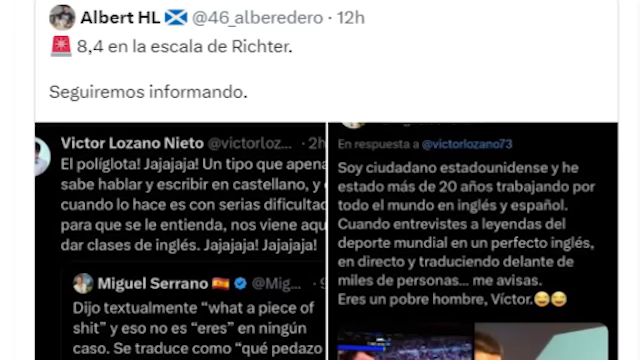 Albert HL @46_alberedero · 12h
8,4 en la escala de Richter.
Seguiremos informando.
Victor Lozano Nieto @victorloz... · 2h
El políglota! Jajajaja! Un tipo que apena
sabe hablar y escribir en castellano, y
cuando lo hace es con serias dificultad
para que se le entienda, nos viene aqu
dar clases de inglés. Jajajaja! Jajajaja!
Miguel Serrano @Mig...
Dijo textualmente “what a piece of
shit” y eso no es “eres” en ningún
caso. Se traduce como “qué pedazo
En respuesta a @victorlozano73
Soy ciudadano estadounidense y he
estado más de 20 años trabajando por
todo el mundo en inglés y español.
Cuando entrevistes a leyendas del
deporte mundial en un perfecto inglés,
en directo y traduciendo delante de
miles de personas... me avisas.
Eres un pobre hombre, Víctor.